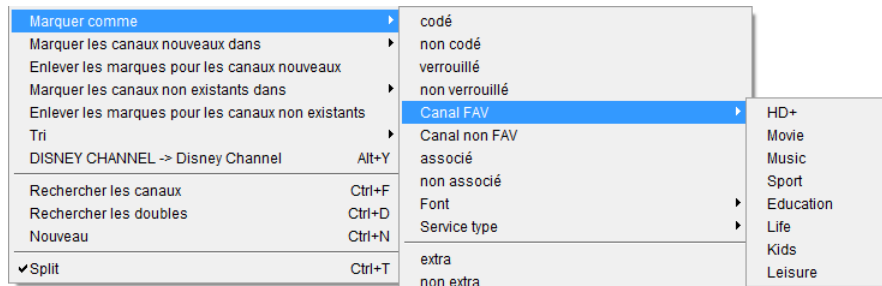 Marquer comme
Marquer les canaux nouveaux dans
Enlever les marques pour les canaux nouveaux
Marquer les canaux non existants dans
Enlever les marques pour les canaux non existants
Tri
DISNEY CHANNEL -> Disney Channel Alt+Y
Rechercher les canaux Ctrl+F
Rechercher les doubles Ctrl+D
Nouveau Ctrl+N
Split Ctrl+T
codé
non codé
verrouillé
non verrouillé
Canal FAV
Canal non FAV
associé
non associé
Font
Service type
extra
non extra
HD+
Movie
Music
Sport
Education
Life
Kids
Leisure